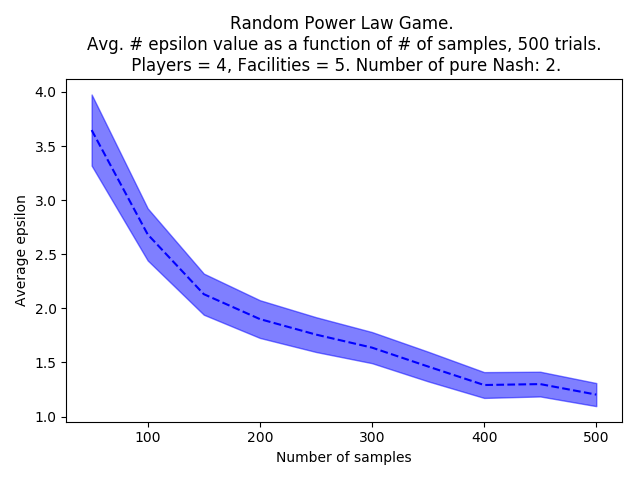 Random Power Law Game.
Avg. # epsilon value as a function of # of samples, 500 trials.
Players = 4, Facilities = 5. Number of pure Nash: 2.
4.0
3.5
3.0
2.5
2.0
1.5
1.0
Average epsilon
100 200 300 400 500
Number of samples